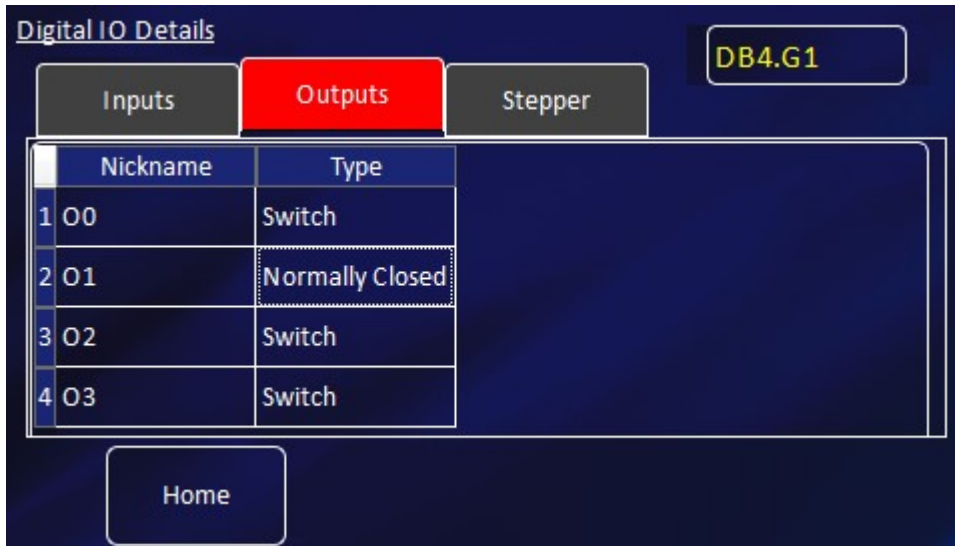 Digital IO Details
DB4.G1
Inputs Outputs Stepper
Nickname Type
1 O0 Switch
2 O1 Normally Closed
3 O2 Switch
4 O3 Switch
Home